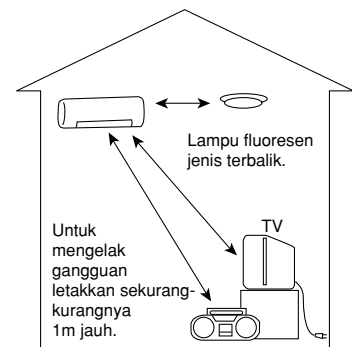 Lampu fluoresen
jenis terbalik.
TV
Untuk
mengelak
gangguan
letakkan sekurang-
kurangnya
1m jauh.